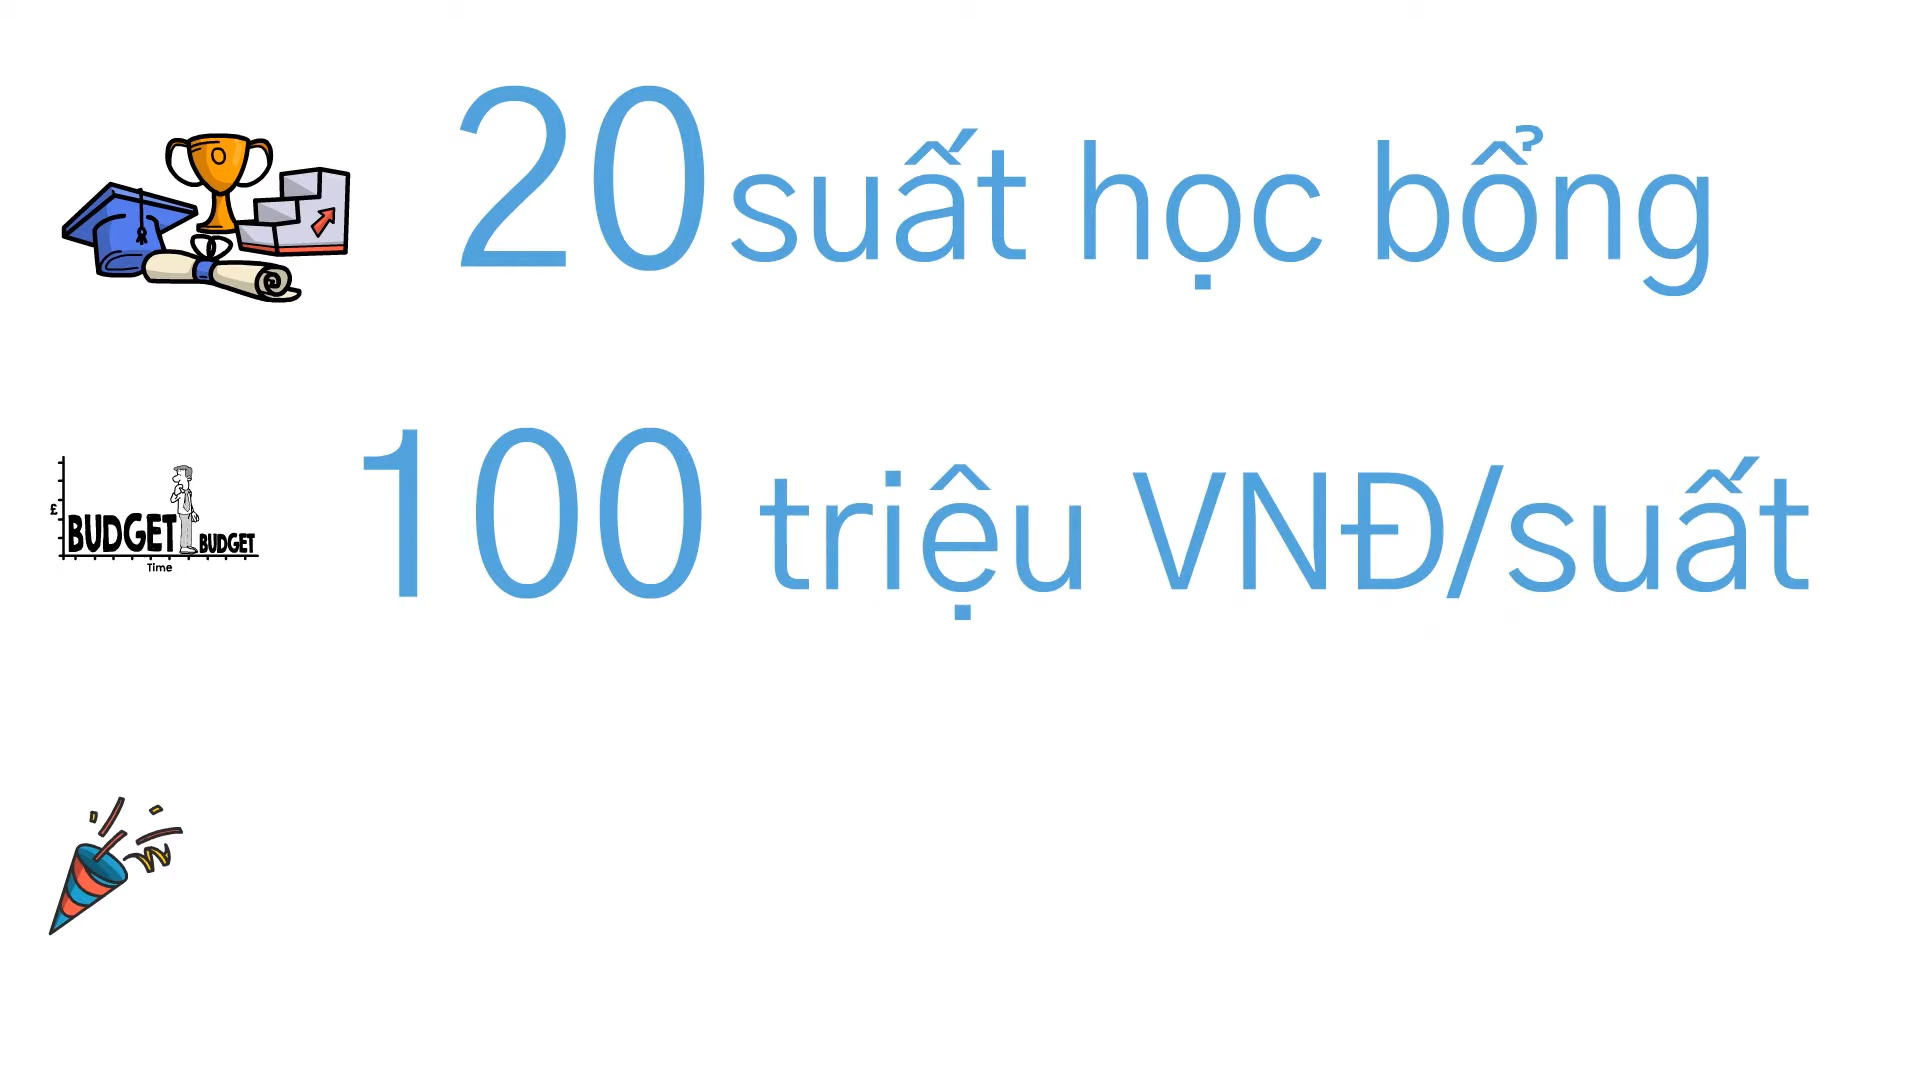 20 suất học bổng
100 triệu VNĐ/suất
£
BUDGET BUDGET
Time